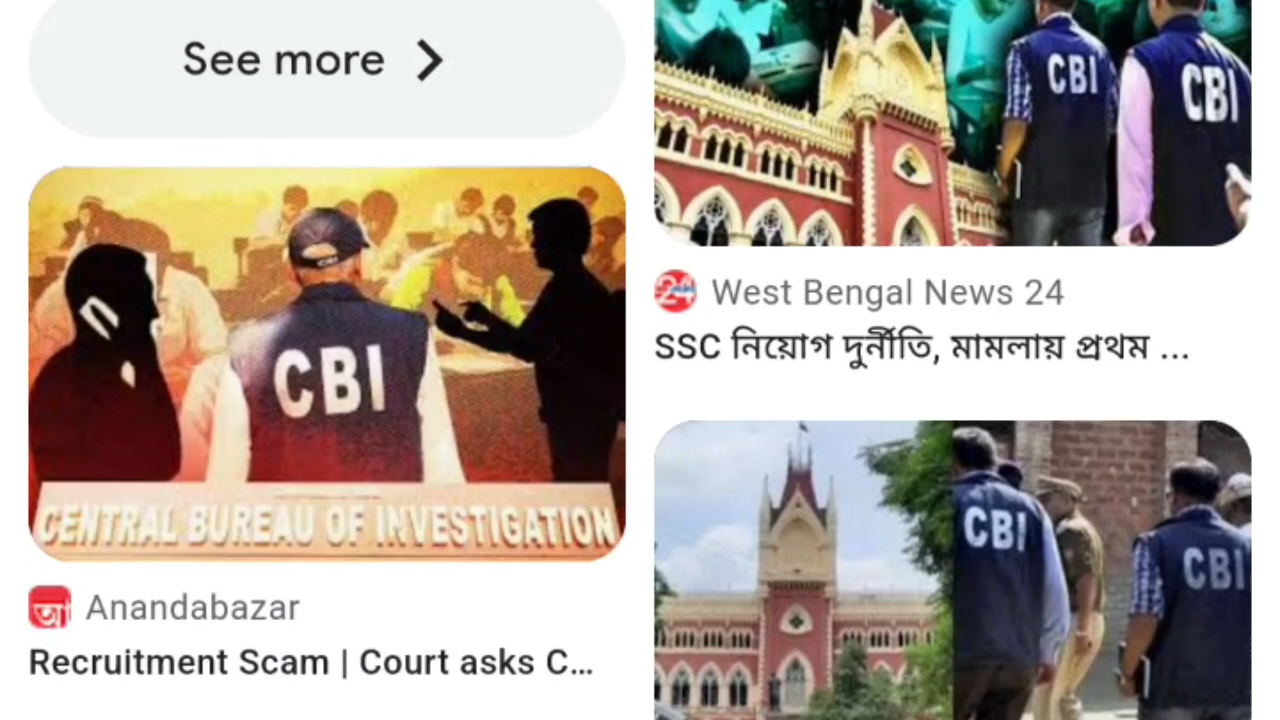 See more
CBI
CENTRAL BUREAU OF INVESTIGATION
Anandabazar
Recruitment Scam | Court asks C...
CBI
CBI
24
West Bengal News 24
SSC নিয়োগ দুর্নীতি, মামলায় প্রথম ...
CBI
CBI